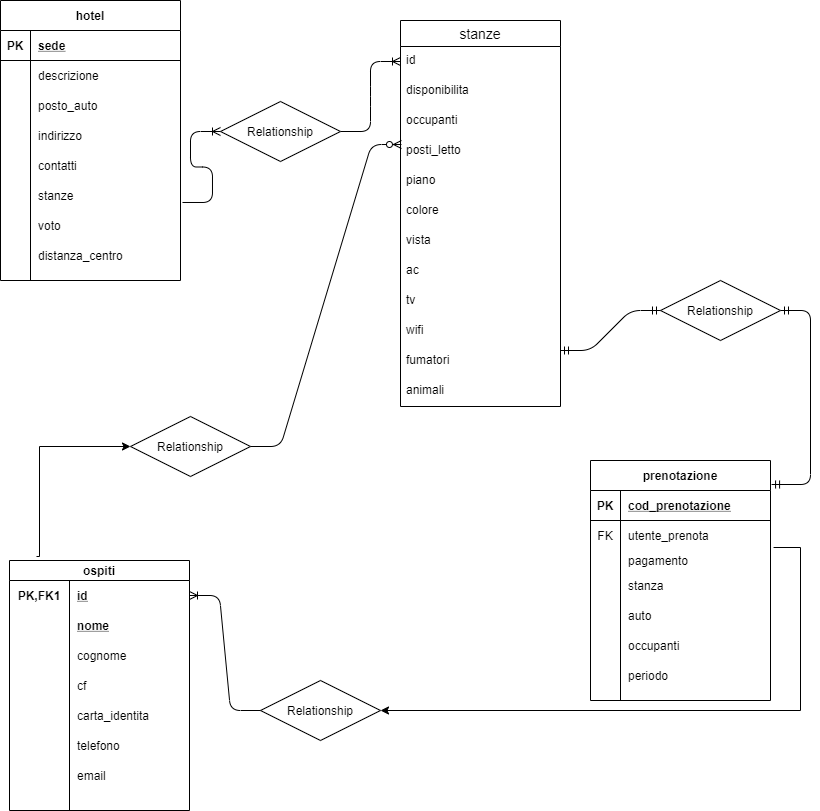 hotel
PK sede
descrizione
posto_auto
indirizzo
contatti
stanze
voto
distanza_centro
Relationship
stanze
id
disponibilita
occupanti
posti_letto
piano
colore
vista
ac
tv
wifi
fumatori
animali
Relationship
Relationship
prenotazione
PK cod_prenotazione
FK utente_prenota
pagamento
stanza
auto
occupanti
periodo
ospiti
PK,FK1 id
nome
cognome
cf
carta_identita
telefono
email
Relationship